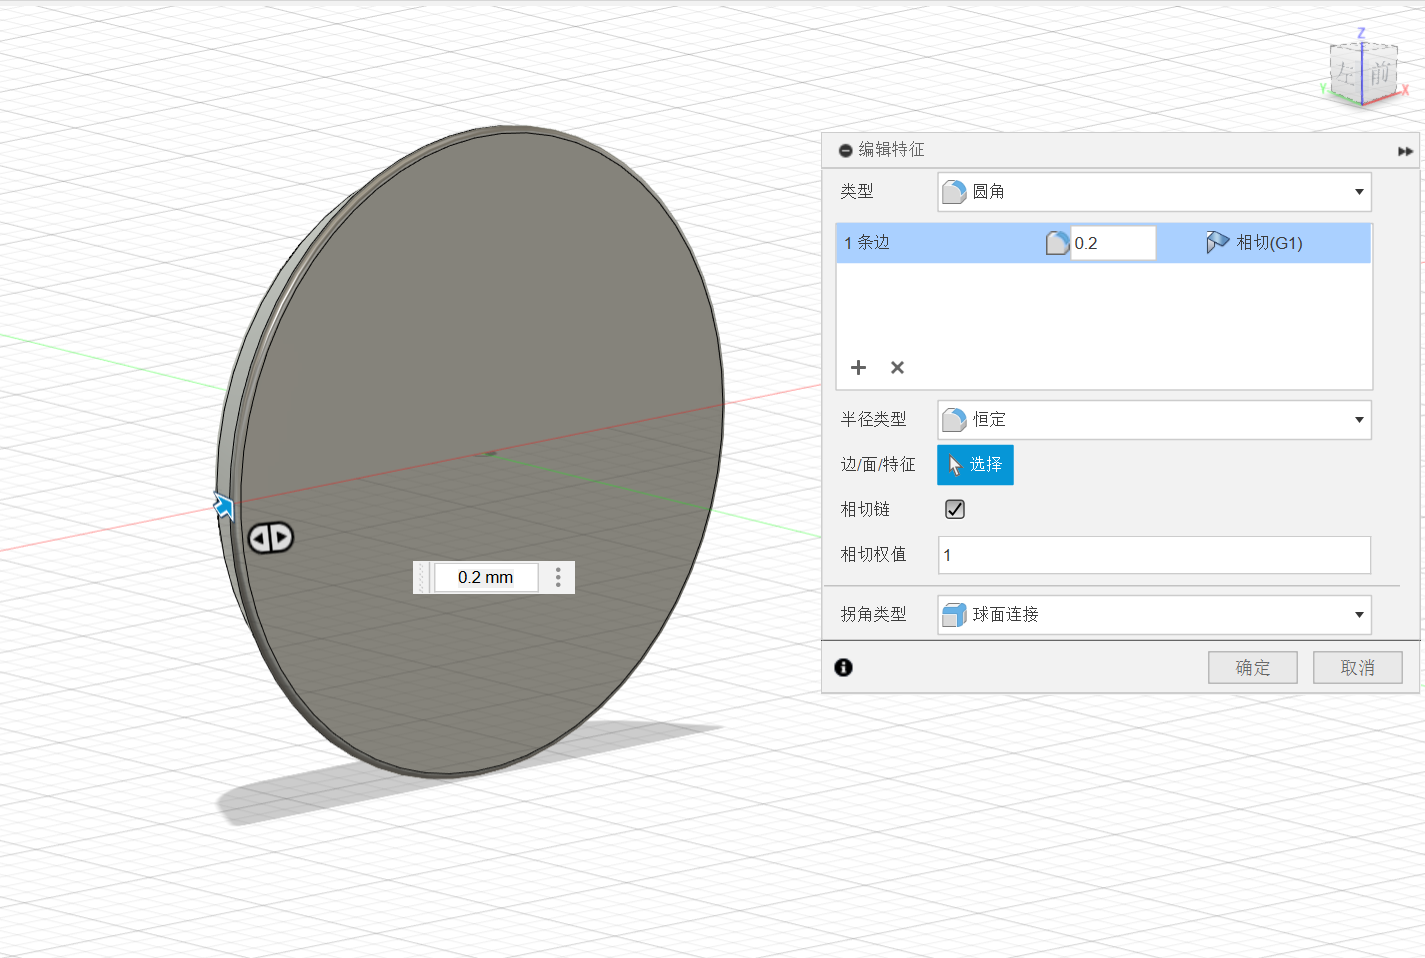 Z
左 前
Y X
编辑特征
类型 圆角
1 条边 0.2 相切(G1)
半径类型 恒定
边/面/特征 选择
相切链
相切权值 1
0.2 mm
拐角类型 球面连接
确定 取消